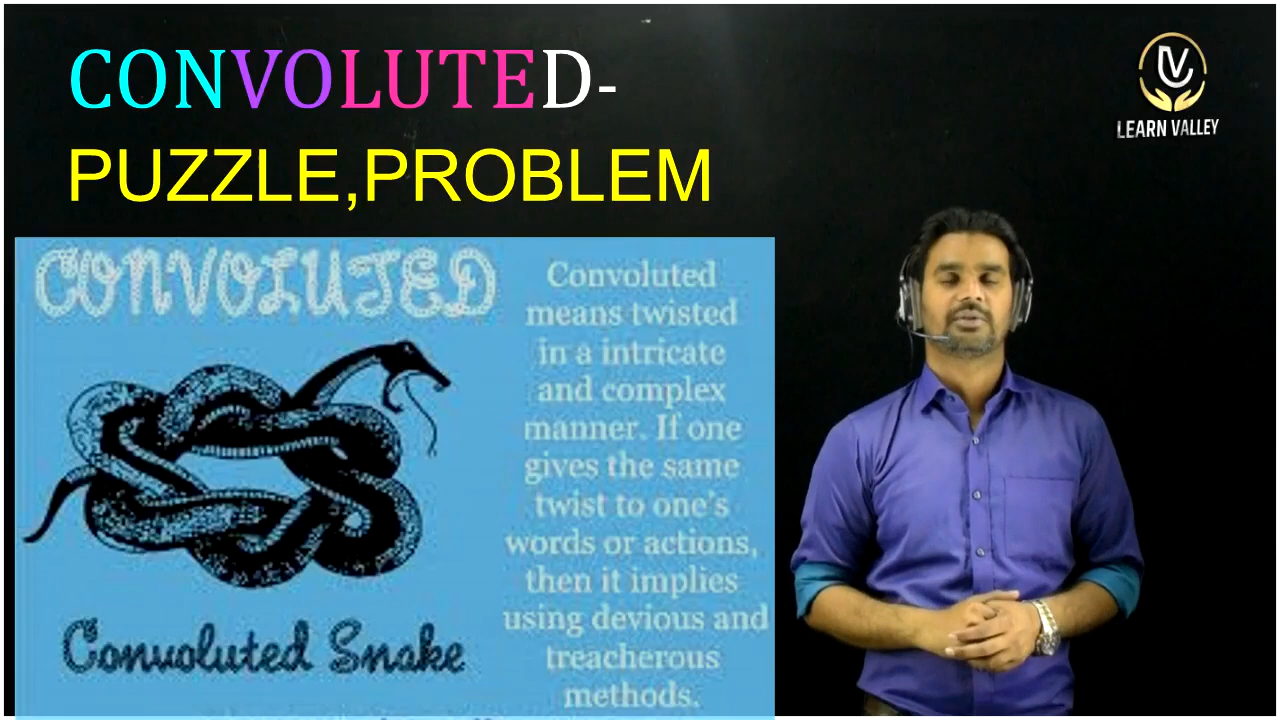 CONVOLUTED-
PUZZLE,PROBLEM
LEARN VALLEY
CONVOLUTED
Convoluted
means twisted
in a intricate
and complex
manner. If one
gives the same
twist to one's
words or actions,
then it implies
using devious and
treacherous
methods.
Convoluted Snake